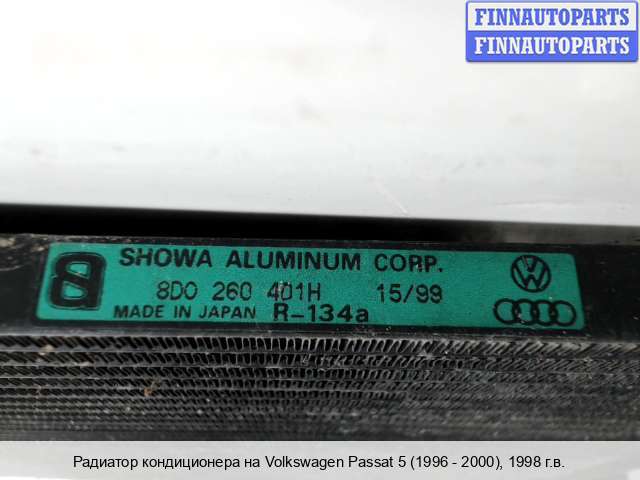 FINNAUTOPARTS
FINNAUTOPARTS
SHOWA ALUMINUM CORP.
8D0 260 401H 15/99
MADE IN JAPAN R-134a
Радиатор кондиционера на Volkswagen Passat 5 (1996 - 2000), 1998 г.в.